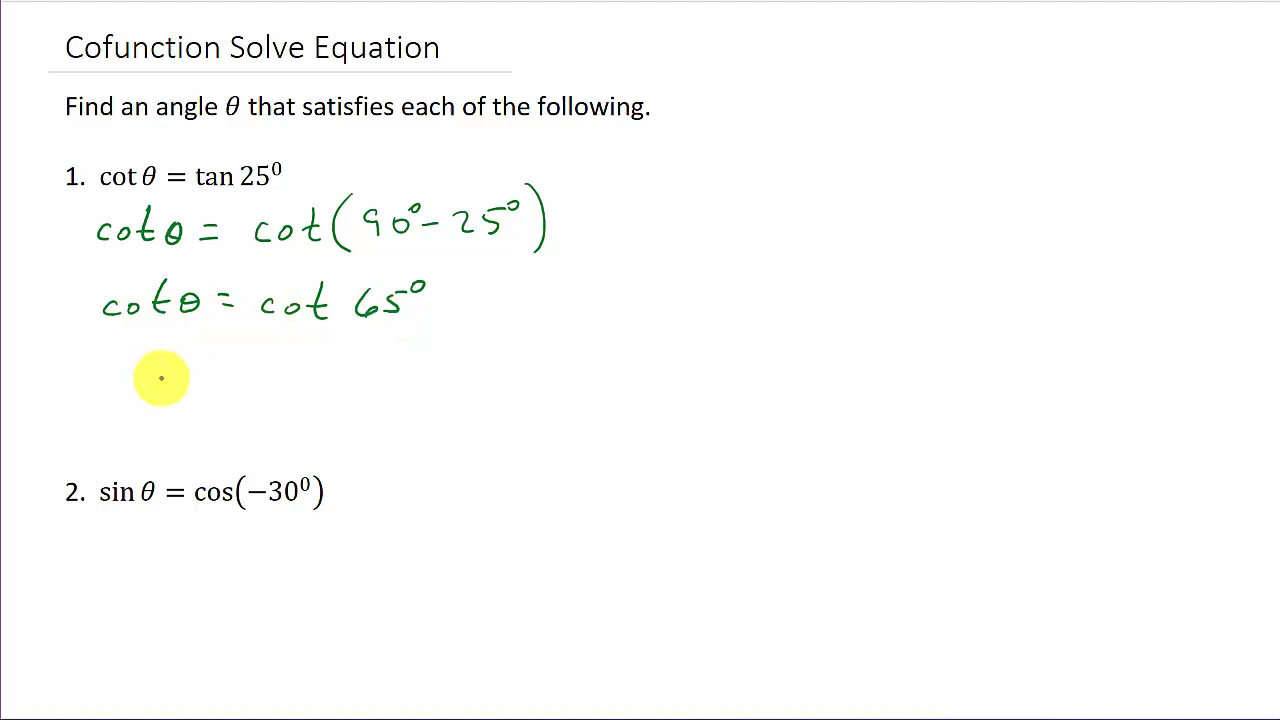 Cofunction Solve Equation
Find an angle θ that satisfies each of the following.
1. cot θ = tan 25⁰
cot θ = cot(90° − 25°)
cot θ = cot 65°
2. sin θ = cos(−30⁰)